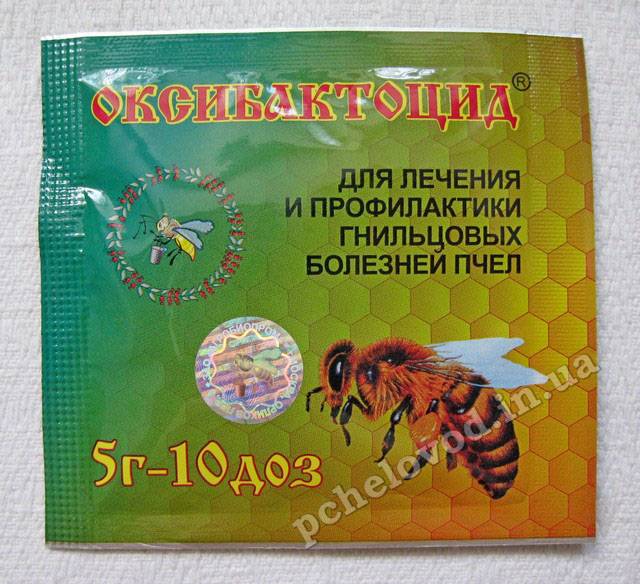 ОКСИБАКТОЦИД®
ДЛЯ ЛЕЧЕНИЯ
И ПРОФИЛАКТИКИ
ГНИЛЬЦОВЫХ
БОЛЕЗНЕЙ ПЧЕЛ
5г-10доз
pchelovod.in.ua